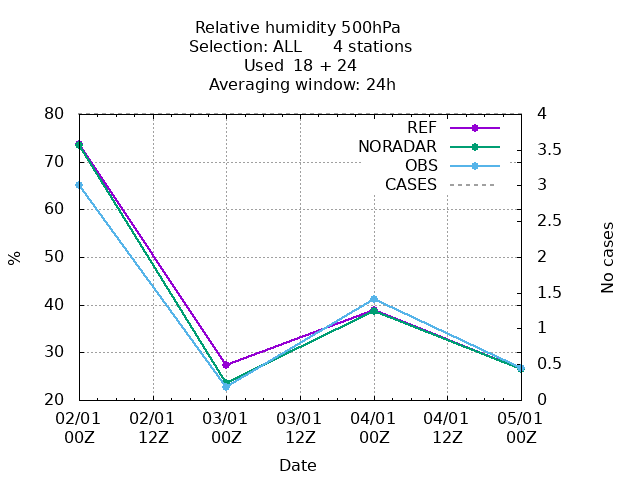 Relative humidity 500hPa
Selection: ALL      4 stations
Used  18 + 24
Averaging window: 24h
REF
NORADAR
OBS
CASES
80
70
60
50
40
30
20
%
4
3.5
3
2.5
2
1.5
1
0.5
0
No cases
02/01 02/01 03/01 03/01 04/01 04/01 05/01
00Z 12Z 00Z 12Z 00Z 12Z 00Z
Date